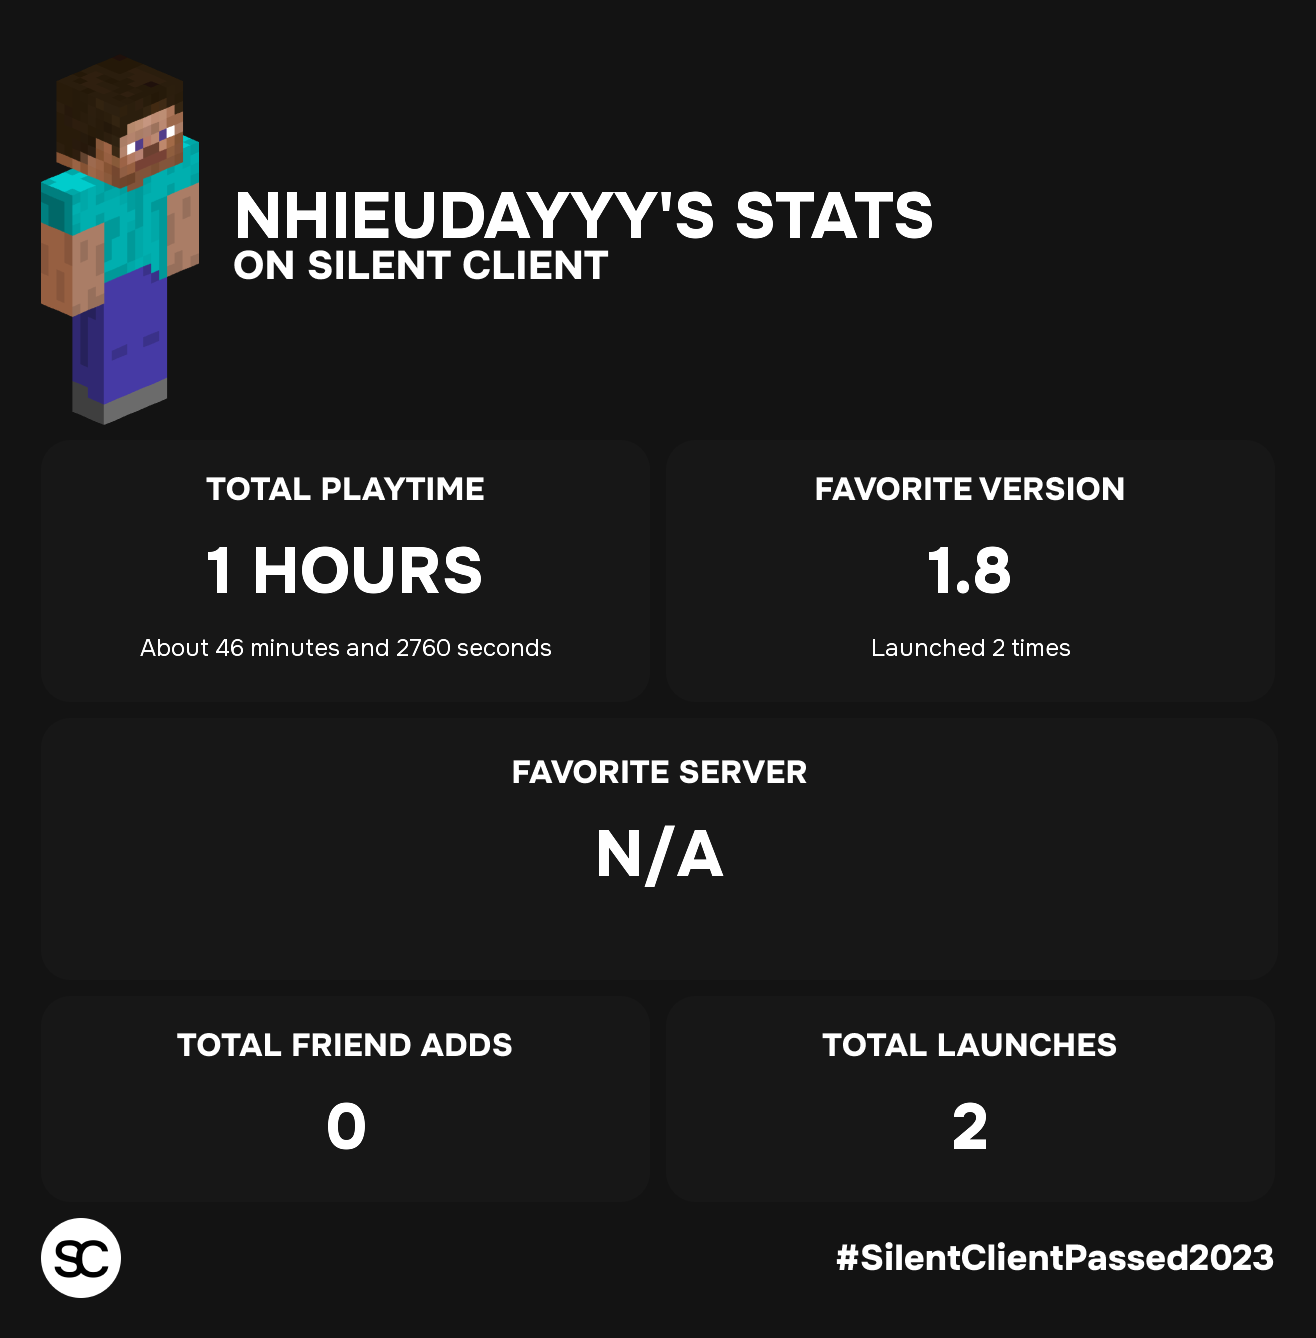 NHIEUDAYYY'S STATS
ON SILENT CLIENT
TOTAL PLAYTIME
1 HOURS
About 46 minutes and 2760 seconds
FAVORITE VERSION
1.8
Launched 2 times
FAVORITE SERVER
N/A
TOTAL FRIEND ADDS
0
TOTAL LAUNCHES
2
SC
#SilentClientPassed2023